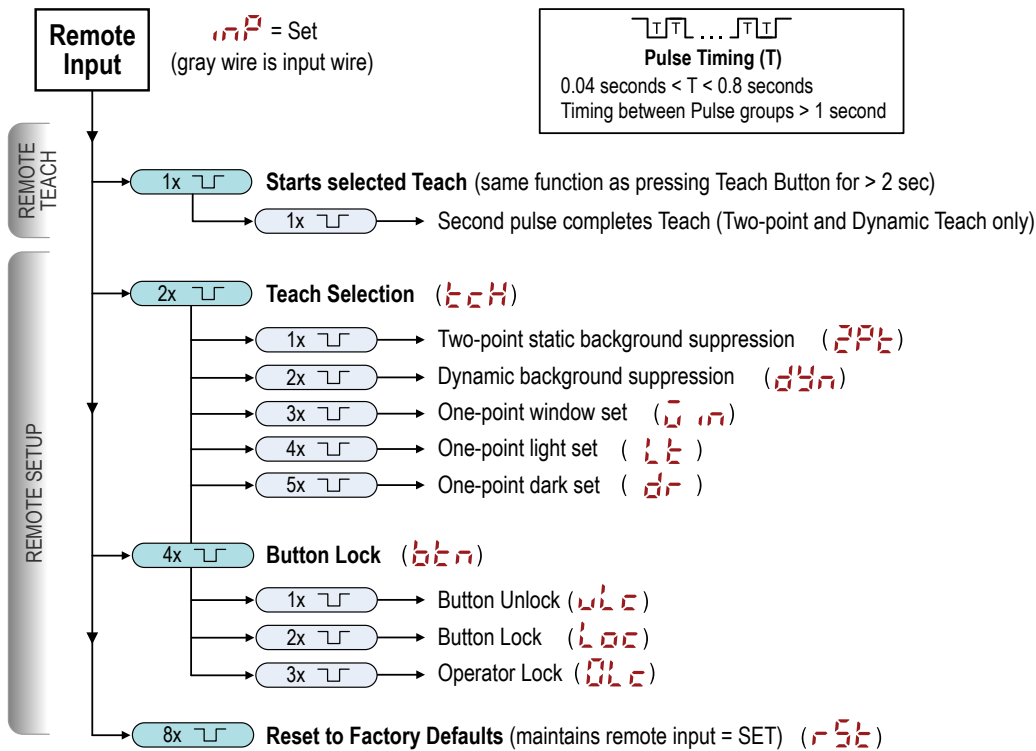 Remote Input
inP = Set
(gray wire is input wire)
T T ... T T
Pulse Timing (T)
0.04 seconds < T < 0.8 seconds
Timing between Pulse groups > 1 second
REMOTE TEACH
1x Starts selected Teach (same function as pressing Teach Button for > 2 sec)
1x Second pulse completes Teach (Two-point and Dynamic Teach only)
REMOTE SETUP
2x Teach Selection (tcH)
1x Two-point static background suppression (2Pt)
2x Dynamic background suppression (dYn)
3x One-point window set (win)
4x One-point light set (Lt)
5x One-point dark set (dr)
4x Button Lock (btn)
1x Button Unlock (uLc)
2x Button Lock (Loc)
3x Operator Lock (OLc)
8x Reset to Factory Defaults (maintains remote input = SET) (rSt)